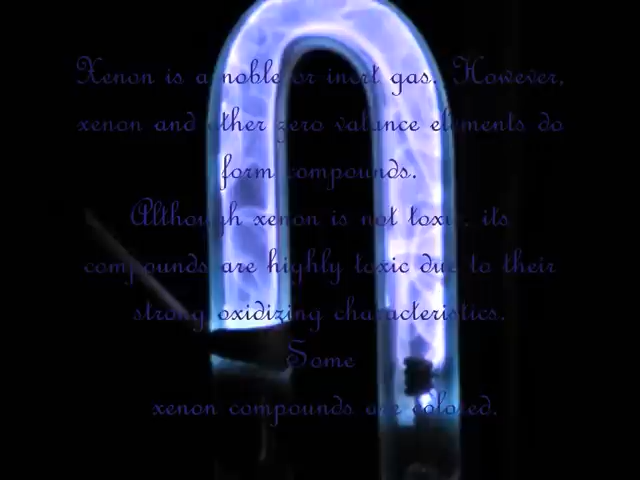 Xenon is a noble or inert gas. However,
xenon and other zero valance elements do
form compounds.
Although xenon is not toxic, its
compounds are highly toxic due to their
strong oxidizing characteristics.
Some
xenon compounds are colored.